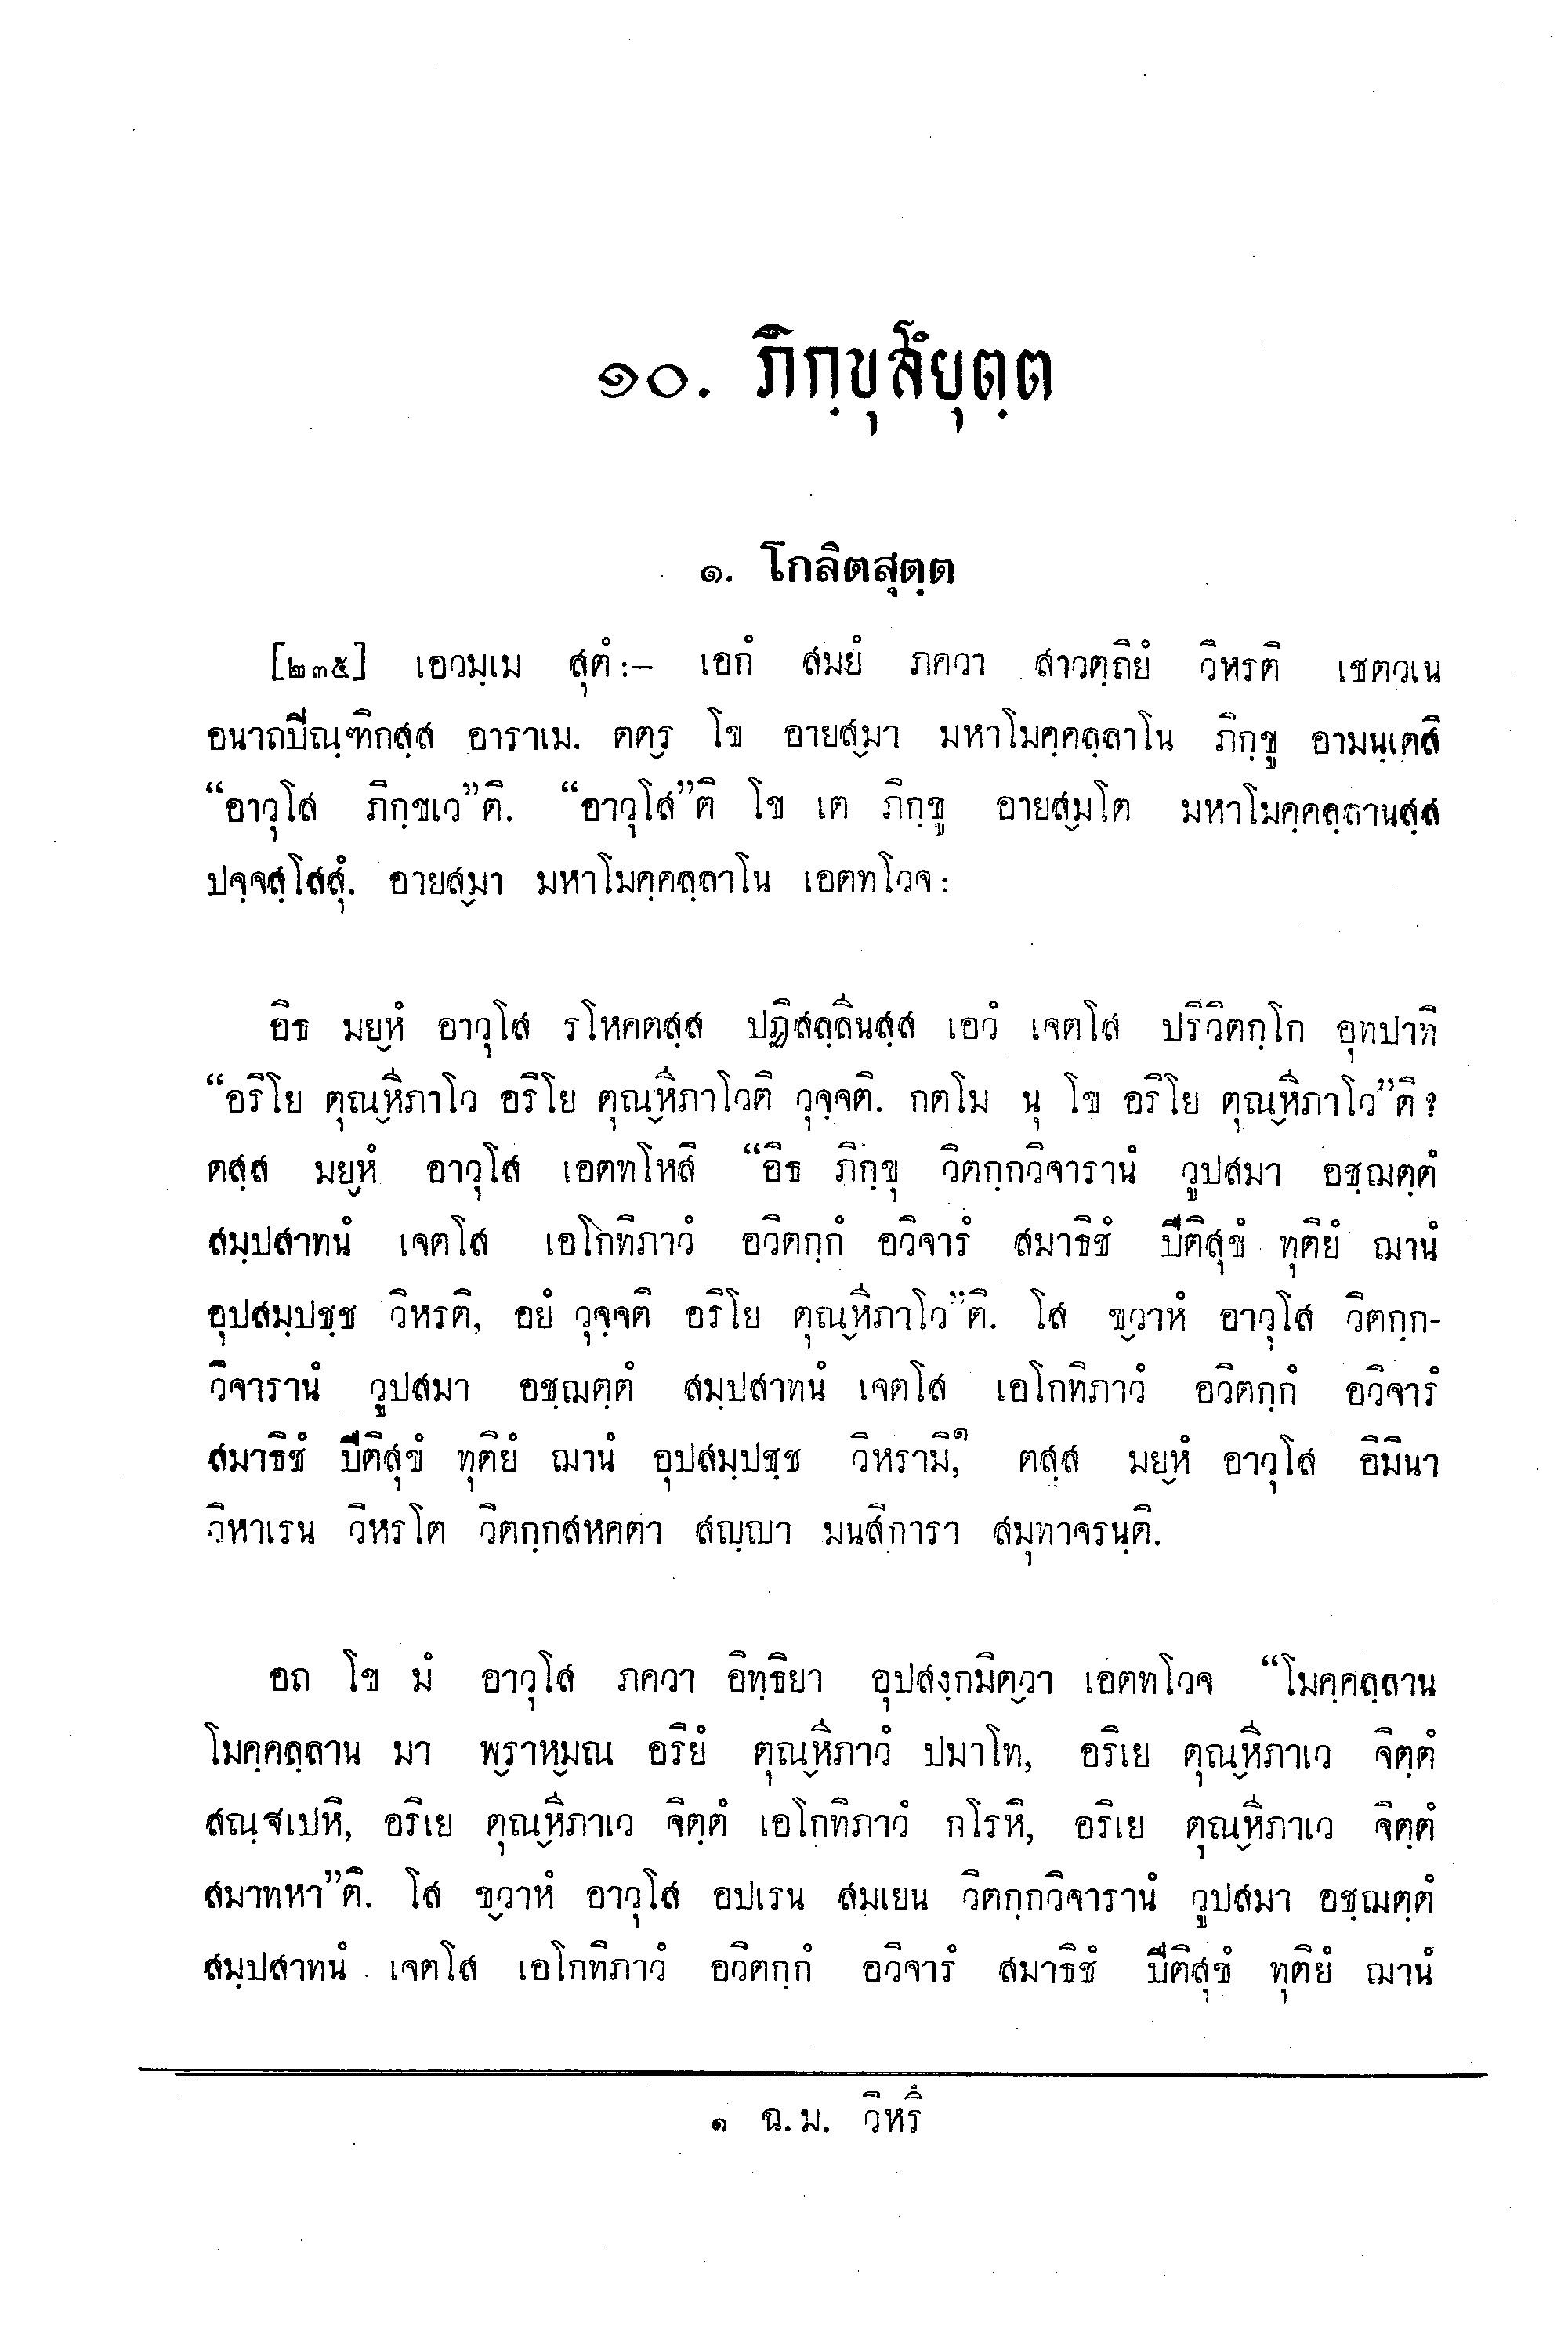 ๑๐. ภิกฺขุสํยุตฺต
๑. โกลิตสุตฺต
[๒๓๕] เอวมฺเม สุตํ:– เอกํ สมยํ ภควา สาวตฺถิยํ วิหรติ เชตวเน
อนาถปิณฺฑิกสฺส อาราเม. ตตฺร โข อายสฺมา มหาโมคฺคลฺลาโน ภิกฺขู อามนฺเตสิ
“อาวุโส ภิกฺขเว”ติ. “อาวุโส”ติ โข เต ภิกฺขู อายสฺมโต มหาโมคฺคลฺลานสฺส
ปจฺจสฺโสสุํ. อายสฺมา มหาโมคฺคลฺลาโน เอตทโวจ:
อิธ มยฺหํ อาวุโส รโหคตสฺส ปฏิสลฺลีนสฺส เอวํ เจตโส ปริวิตกฺโก อุทปาทิ
“อริโย ตุณฺหีภาโว อริโย ตุณฺหีภาโวติ วุจฺจติ. กตโม นุ โข อริโย ตุณฺหีภาโว”ติ?
ตสฺส มยฺหํ อาวุโส เอตทโหสิ “อิธ ภิกฺขุ วิตกฺกวิจารานํ วูปสมา อชฺฌตฺตํ
สมฺปสาทนํ เจตโส เอโกทิภาวํ อวิตกฺกํ อวิจารํ สมาธิชํ ปีติสุขํ ทุติยํ ฌานํ
อุปสมฺปชฺช วิหรติ, อยํ วุจฺจติ อริโย ตุณฺหีภาโว”ติ. โส ขฺวาหํ อาวุโส วิตกฺก-
วิจารานํ วูปสมา อชฺฌตฺตํ สมฺปสาทนํ เจตโส เอโกทิภาวํ อวิตกฺกํ อวิจารํ
สมาธิชํ ปีติสุขํ ทุติยํ ฌานํ อุปสมฺปชฺช วิหรามิ,๑ ตสฺส มยฺหํ อาวุโส อิมินา
วิหาเรน วิหรโต วิตกฺกสหคตา สญฺญา มนสิการา สมุทาจรนฺติ.
อถ โข มํ อาวุโส ภควา อิทฺธิยา อุปสงฺกมิตฺวา เอตทโวจ “โมคฺคลฺลาน
โมคฺคลฺลาน มา พฺราหฺมณ อริยํ ตุณฺหีภาวํ ปมาโท, อริเย ตุณฺหีภาเว จิตฺตํ
สณฺฐเปหิ, อริเย ตุณฺหีภาเว จิตฺตํ เอโกทิภาวํ กโรหิ, อริเย ตุณฺหีภาเว จิตฺตํ
สมาทหา”ติ. โส ขฺวาหํ อาวุโส อปเรน สมเยน วิตกฺกวิจารานํ วูปสมา อชฺฌตฺตํ
สมฺปสาทนํ เจตโส เอโกทิภาวํ อวิตกฺกํ อวิจารํ สมาธิชํ ปีติสุขํ ทุติยํ ฌานํ
๑ ฉ.ม. วิหรึ